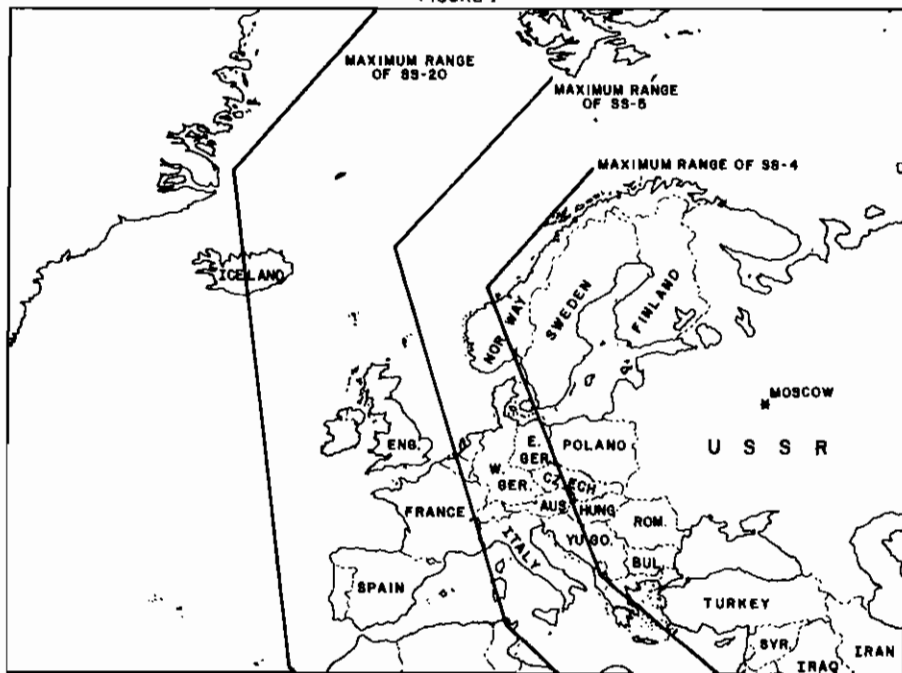 MAXIMUM RANGE
OF SS-20
MAXIMUM RANGE
OF SS-5
MAXIMUM RANGE OF SS-4
ICELAND
NORWAY
SWEDEN
FINLAND
MOSCOW
USSR
ENG.
E.
GER.
POLAND
W.
GER.
CZECH
FRANCE
AUS
HUNG
ROM.
ITALY
YUGO.
BUL.
SPAIN
TURKEY
SYR.
IRAQ
IRAN